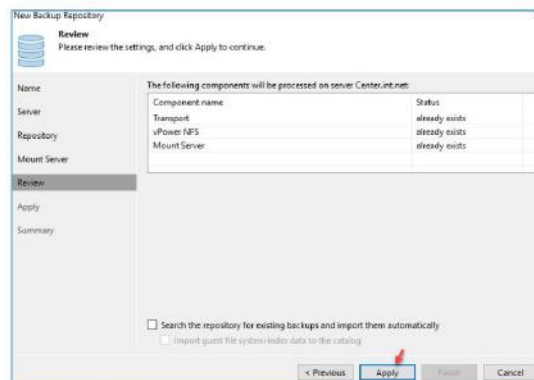 New Backup Repository
Review
Please review the settings, and click Apply to continue.
Name
Server
Repository
Mount Server
Review
Apply
Summary
The following components will be processed on server Center.int.net:
Component name Status
Transport already exists
vPower NFS already exists
Mount Server already exists
Search the repository for existing backups and import them automatically
Import guest file system index data to the catalog
< Previous Apply Finish Cancel